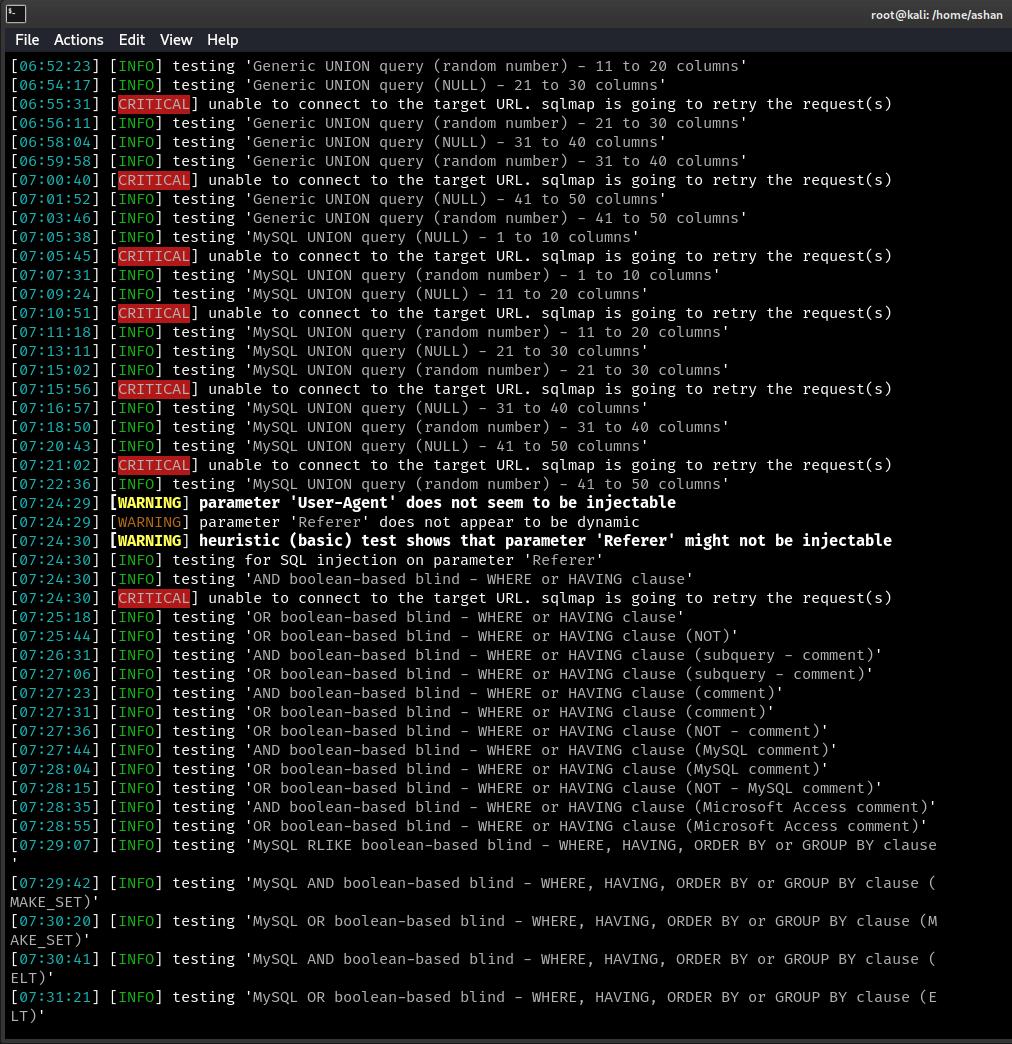 root@kali: /home/ashan
File Actions Edit View Help
[06:52:23] [INFO] testing 'Generic UNION query (random number) - 11 to 20 columns'
[06:54:17] [INFO] testing 'Generic UNION query (NULL) - 21 to 30 columns'
[06:55:31] [CRITICAL] unable to connect to the target URL. sqlmap is going to retry the request(s)
[06:56:11] [INFO] testing 'Generic UNION query (random number) - 21 to 30 columns'
[06:58:04] [INFO] testing 'Generic UNION query (NULL) - 31 to 40 columns'
[06:59:58] [INFO] testing 'Generic UNION query (random number) - 31 to 40 columns'
[07:00:40] [CRITICAL] unable to connect to the target URL. sqlmap is going to retry the request(s)
[07:01:52] [INFO] testing 'Generic UNION query (NULL) - 41 to 50 columns'
[07:03:46] [INFO] testing 'Generic UNION query (random number) - 41 to 50 columns'
[07:05:38] [INFO] testing 'MySQL UNION query (NULL) - 1 to 10 columns'
[07:05:45] [CRITICAL] unable to connect to the target URL. sqlmap is going to retry the request(s)
[07:07:31] [INFO] testing 'MySQL UNION query (random number) - 1 to 10 columns'
[07:09:24] [INFO] testing 'MySQL UNION query (NULL) - 11 to 20 columns'
[07:10:51] [CRITICAL] unable to connect to the target URL. sqlmap is going to retry the request(s)
[07:11:18] [INFO] testing 'MySQL UNION query (random number) - 11 to 20 columns'
[07:13:11] [INFO] testing 'MySQL UNION query (NULL) - 21 to 30 columns'
[07:15:02] [INFO] testing 'MySQL UNION query (random number) - 21 to 30 columns'
[07:15:56] [CRITICAL] unable to connect to the target URL. sqlmap is going to retry the request(s)
[07:16:57] [INFO] testing 'MySQL UNION query (NULL) - 31 to 40 columns'
[07:18:50] [INFO] testing 'MySQL UNION query (random number) - 31 to 40 columns'
[07:20:43] [INFO] testing 'MySQL UNION query (NULL) - 41 to 50 columns'
[07:21:02] [CRITICAL] unable to connect to the target URL. sqlmap is going to retry the request(s)
[07:22:36] [INFO] testing 'MySQL UNION query (random number) - 41 to 50 columns'
[07:24:29] [WARNING] parameter 'User-Agent' does not seem to be injectable
[07:24:29] [WARNING] parameter 'Referer' does not appear to be dynamic
[07:24:30] [WARNING] heuristic (basic) test shows that parameter 'Referer' might not be injectable
[07:24:30] [INFO] testing for SQL injection on parameter 'Referer'
[07:24:30] [INFO] testing 'AND boolean-based blind - WHERE or HAVING clause'
[07:24:30] [CRITICAL] unable to connect to the target URL. sqlmap is going to retry the request(s)
[07:25:18] [INFO] testing 'OR boolean-based blind - WHERE or HAVING clause'
[07:25:44] [INFO] testing 'OR boolean-based blind - WHERE or HAVING clause (NOT)'
[07:26:31] [INFO] testing 'AND boolean-based blind - WHERE or HAVING clause (subquery - comment)'
[07:27:06] [INFO] testing 'OR boolean-based blind - WHERE or HAVING clause (subquery - comment)'
[07:27:23] [INFO] testing 'AND boolean-based blind - WHERE or HAVING clause (comment)'
[07:27:31] [INFO] testing 'OR boolean-based blind - WHERE or HAVING clause (comment)'
[07:27:36] [INFO] testing 'OR boolean-based blind - WHERE or HAVING clause (NOT - comment)'
[07:27:44] [INFO] testing 'AND boolean-based blind - WHERE or HAVING clause (MySQL comment)'
[07:28:04] [INFO] testing 'OR boolean-based blind - WHERE or HAVING clause (MySQL comment)'
[07:28:15] [INFO] testing 'OR boolean-based blind - WHERE or HAVING clause (NOT - MySQL comment)'
[07:28:35] [INFO] testing 'AND boolean-based blind - WHERE or HAVING clause (Microsoft Access comment)'
[07:28:55] [INFO] testing 'OR boolean-based blind - WHERE or HAVING clause (Microsoft Access comment)'
[07:29:07] [INFO] testing 'MySQL RLIKE boolean-based blind - WHERE, HAVING, ORDER BY or GROUP BY clause
'
[07:29:42] [INFO] testing 'MySQL AND boolean-based blind - WHERE, HAVING, ORDER BY or GROUP BY clause (
MAKE_SET)'
[07:30:20] [INFO] testing 'MySQL OR boolean-based blind - WHERE, HAVING, ORDER BY or GROUP BY clause (M
AKE_SET)'
[07:30:41] [INFO] testing 'MySQL AND boolean-based blind - WHERE, HAVING, ORDER BY or GROUP BY clause (
ELT)'
[07:31:21] [INFO] testing 'MySQL OR boolean-based blind - WHERE, HAVING, ORDER BY or GROUP BY clause (E
LT)'